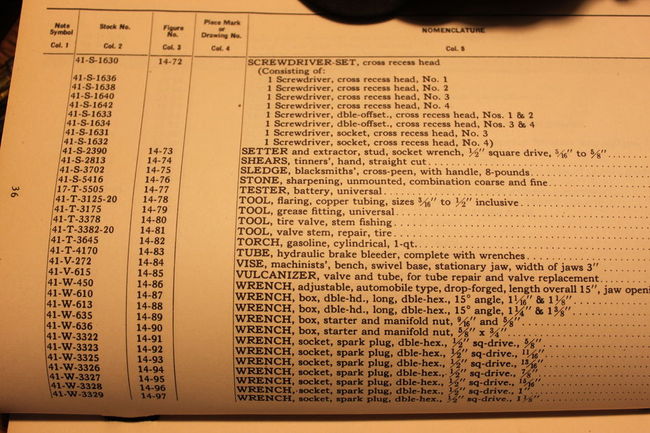 Note Symbol Stock No. Figure No. Place Mark or Drawing No. NOMENCLATURE
Col. 1 Col. 2 Col. 3 Col. 4 Col. 5
41-S-1630 14-72 SCREWDRIVER-SET, cross recess head
(Consisting of:
41-S-1636 1 Screwdriver, cross recess head, No. 1
41-S-1638 1 Screwdriver, cross recess head, No. 2
41-S-1640 1 Screwdriver, cross recess head, No. 3
41-S-1642 1 Screwdriver, cross recess head, No. 4
41-S-1633 1 Screwdriver, dble-offset., cross recess head, Nos. 1 & 2
41-S-1634 1 Screwdriver, dble-offset., cross recess head, Nos. 3 & 4
41-S-1631 1 Screwdriver, socket, cross recess head, No. 3
41-S-1632 1 Screwdriver, socket, cross recess head, No. 4)
41-S-2390 14-73 SETTER and extractor, stud, socket wrench, 1/2" square drive, 5/16" to 5/8"
41-S-2813 14-74 SHEARS, tinners', hand, straight cut
41-S-3702 14-75 SLEDGE, blacksmiths', cross-peen, with handle, 8-pounds
41-S-5416 14-76 STONE, sharpening, unmounted, combination coarse and fine
17-T-5505 14-77 TESTER, battery, universal
41-T-3125-20 14-78 TOOL, flaring, copper tubing, sizes 3/16" to 1/2" inclusive
41-T-3175 14-79 TOOL, grease fitting, universal
41-T-3378 14-80 TOOL, tire valve, stem fishing
41-T-3382-20 14-81 TOOL, valve stem, repair, tire
41-T-3645 14-82 TORCH, gasoline, cylindrical, 1-qt.
41-T-4170 14-83 TUBE, hydraulic brake bleeder, complete with wrenches
41-V-272 14-84 VISE, machinists', bench, swivel base, stationary jaw, width of jaws 3"
41-V-615 14-85 VULCANIZER, valve and tube, for tube repair and valve replacement
41-W-450 14-86 WRENCH, adjustable, automobile type, drop-forged, length overall 15", jaw openi
41-W-610 14-87 WRENCH, box, dble-hd., long, dble-hex., 15° angle, 1 1/16" & 1 1/8"
41-W-613 14-88 WRENCH, box, dble-hd., long, dble-hex., 15° angle, 1 1/4" & 1 3/8"
41-W-635 14-89 WRENCH, box, starter and manifold nut, 9/16" and 5/8"
41-W-636 14-90 WRENCH, box, starter and manifold nut, 5/8" x 3/4"
41-W-3322 14-91 WRENCH, socket, spark plug, dble-hex., 1/2" sq-drive, 5/8"
41-W-3323 14-92 WRENCH, socket, spark plug, dble-hex., 1/2" sq-drive., 11/16"
41-W-3325 14-93 WRENCH, socket, spark plug, dble-hex., 1/2" sq-drive., 13/16"
41-W-3326 14-94 WRENCH, socket, spark plug, dble-hex., 1/2" sq-drive., 7/8"
41-W-3327 14-95 WRENCH, socket, spark plug, dble-hex., 1/2" sq-drive., 15/16"
41-W-3328 14-96 WRENCH, socket, spark plug, dble-hex., 1/2" sq-drive., 1"
41-W-3329 14-97 WRENCH, socket, spark plug, dble-hex., 1/2" sq-drive., 1 1/8"
36